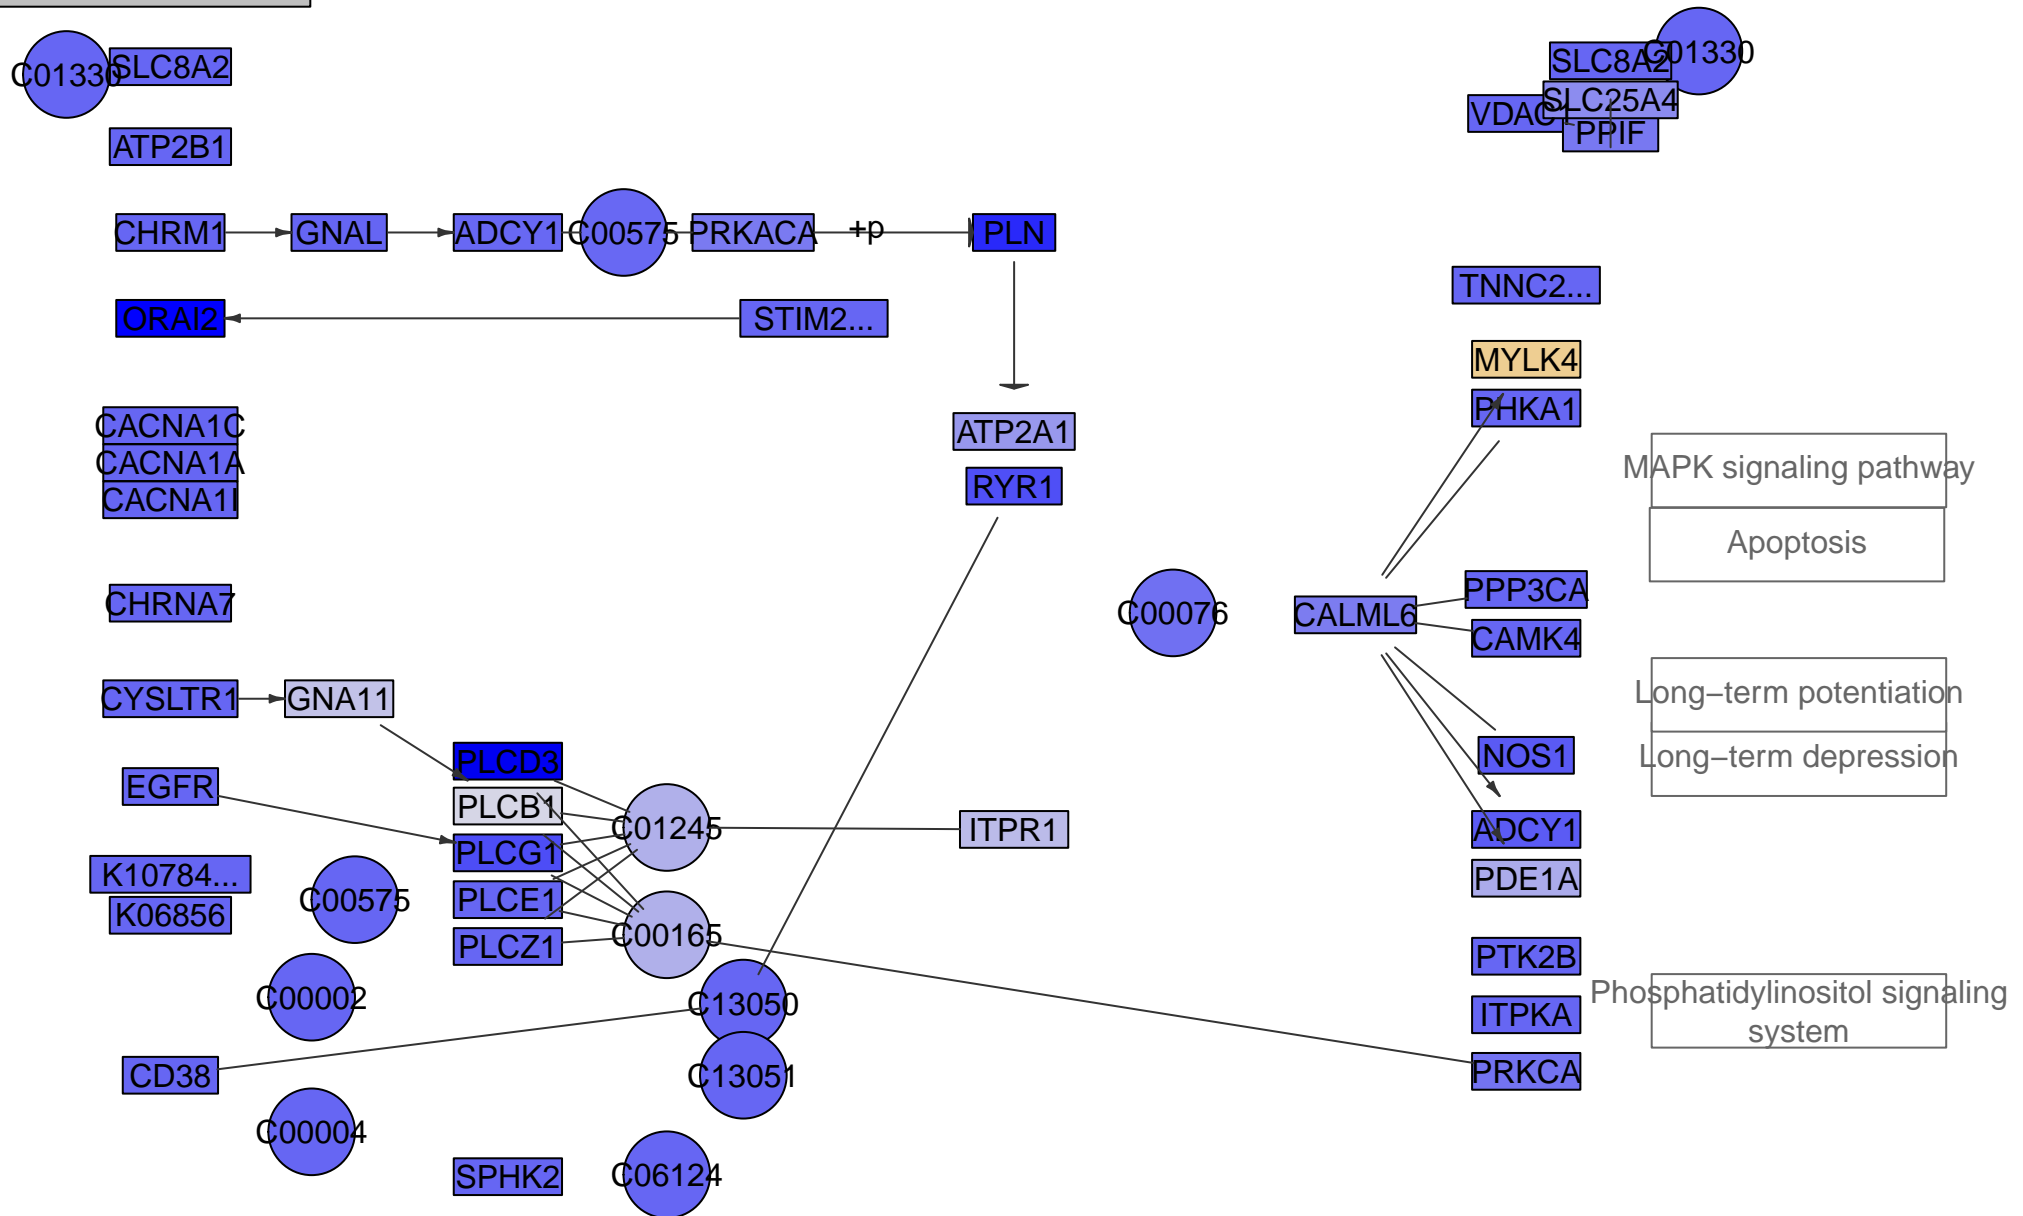 C01330
SLC8A2
SLC8A2
C01330
SLC25A4
VDAC1
PPIF
ATP2B1
CHRM1
GNAL
ADCY1
C00575
PRKACA
+p
PLN
TNNC2...
ORAI2
STIM2...
MYLK4
PHKA1
CACNA1C
CACNA1A
CACNA1I
ATP2A1
RYR1
MAPK signaling pathway
Apoptosis
CHRNA7
C00076
CALML6
PPP3CA
CAMK4
CYSLTR1
GNA11
Long−term potentiation
Long−term depression
NOS1
EGFR
PLCD3
PLCB1
PLCG1
PLCE1
PLCZ1
C01245
ITPR1
ADCY1
PDE1A
K10784...
K06856
C00575
C00165
PTK2B
C00002
C13050
ITPKA
Phosphatidylinositol signaling
system
CD38
C13051
PRKCA
C00004
SPHK2
C06124